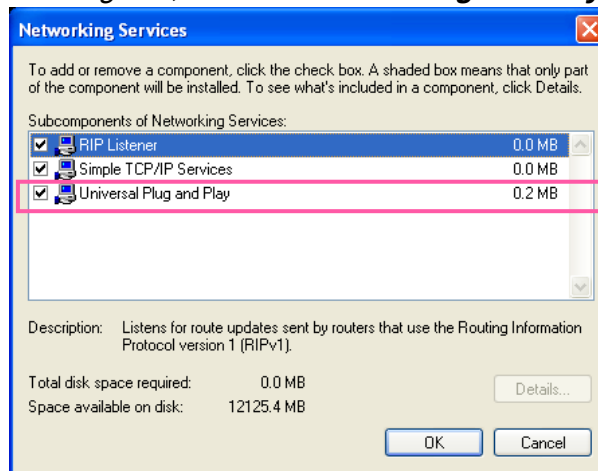 Networking Services
To add or remove a component, click the check box. A shaded box means that only part
of the component will be installed. To see what's included in a component, click Details.
Subcomponents of Networking Services:
RIP Listener 0.0 MB
Simple TCP/IP Services 0.0 MB
Universal Plug and Play 0.2 MB
Description: Listens for route updates sent by routers that use the Routing Information
Protocol version 1 (RIPv1).
Total disk space required: 0.0 MB
Details...
Space available on disk: 12125.4 MB
OK Cancel